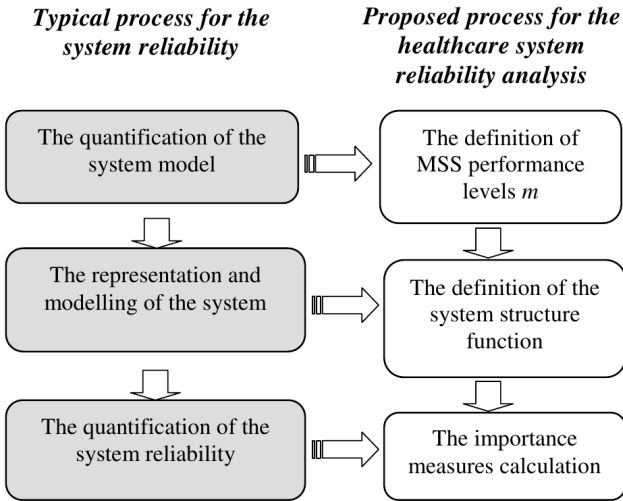 Typical process for the
system reliability
Proposed process for the
healthcare system
reliability analysis
The quantification of the
system model
The definition of
MSS performance
levels m
The representation and
modelling of the system
The definition of the
system structure
function
The quantification of the
system reliability
The importance
measures calculation